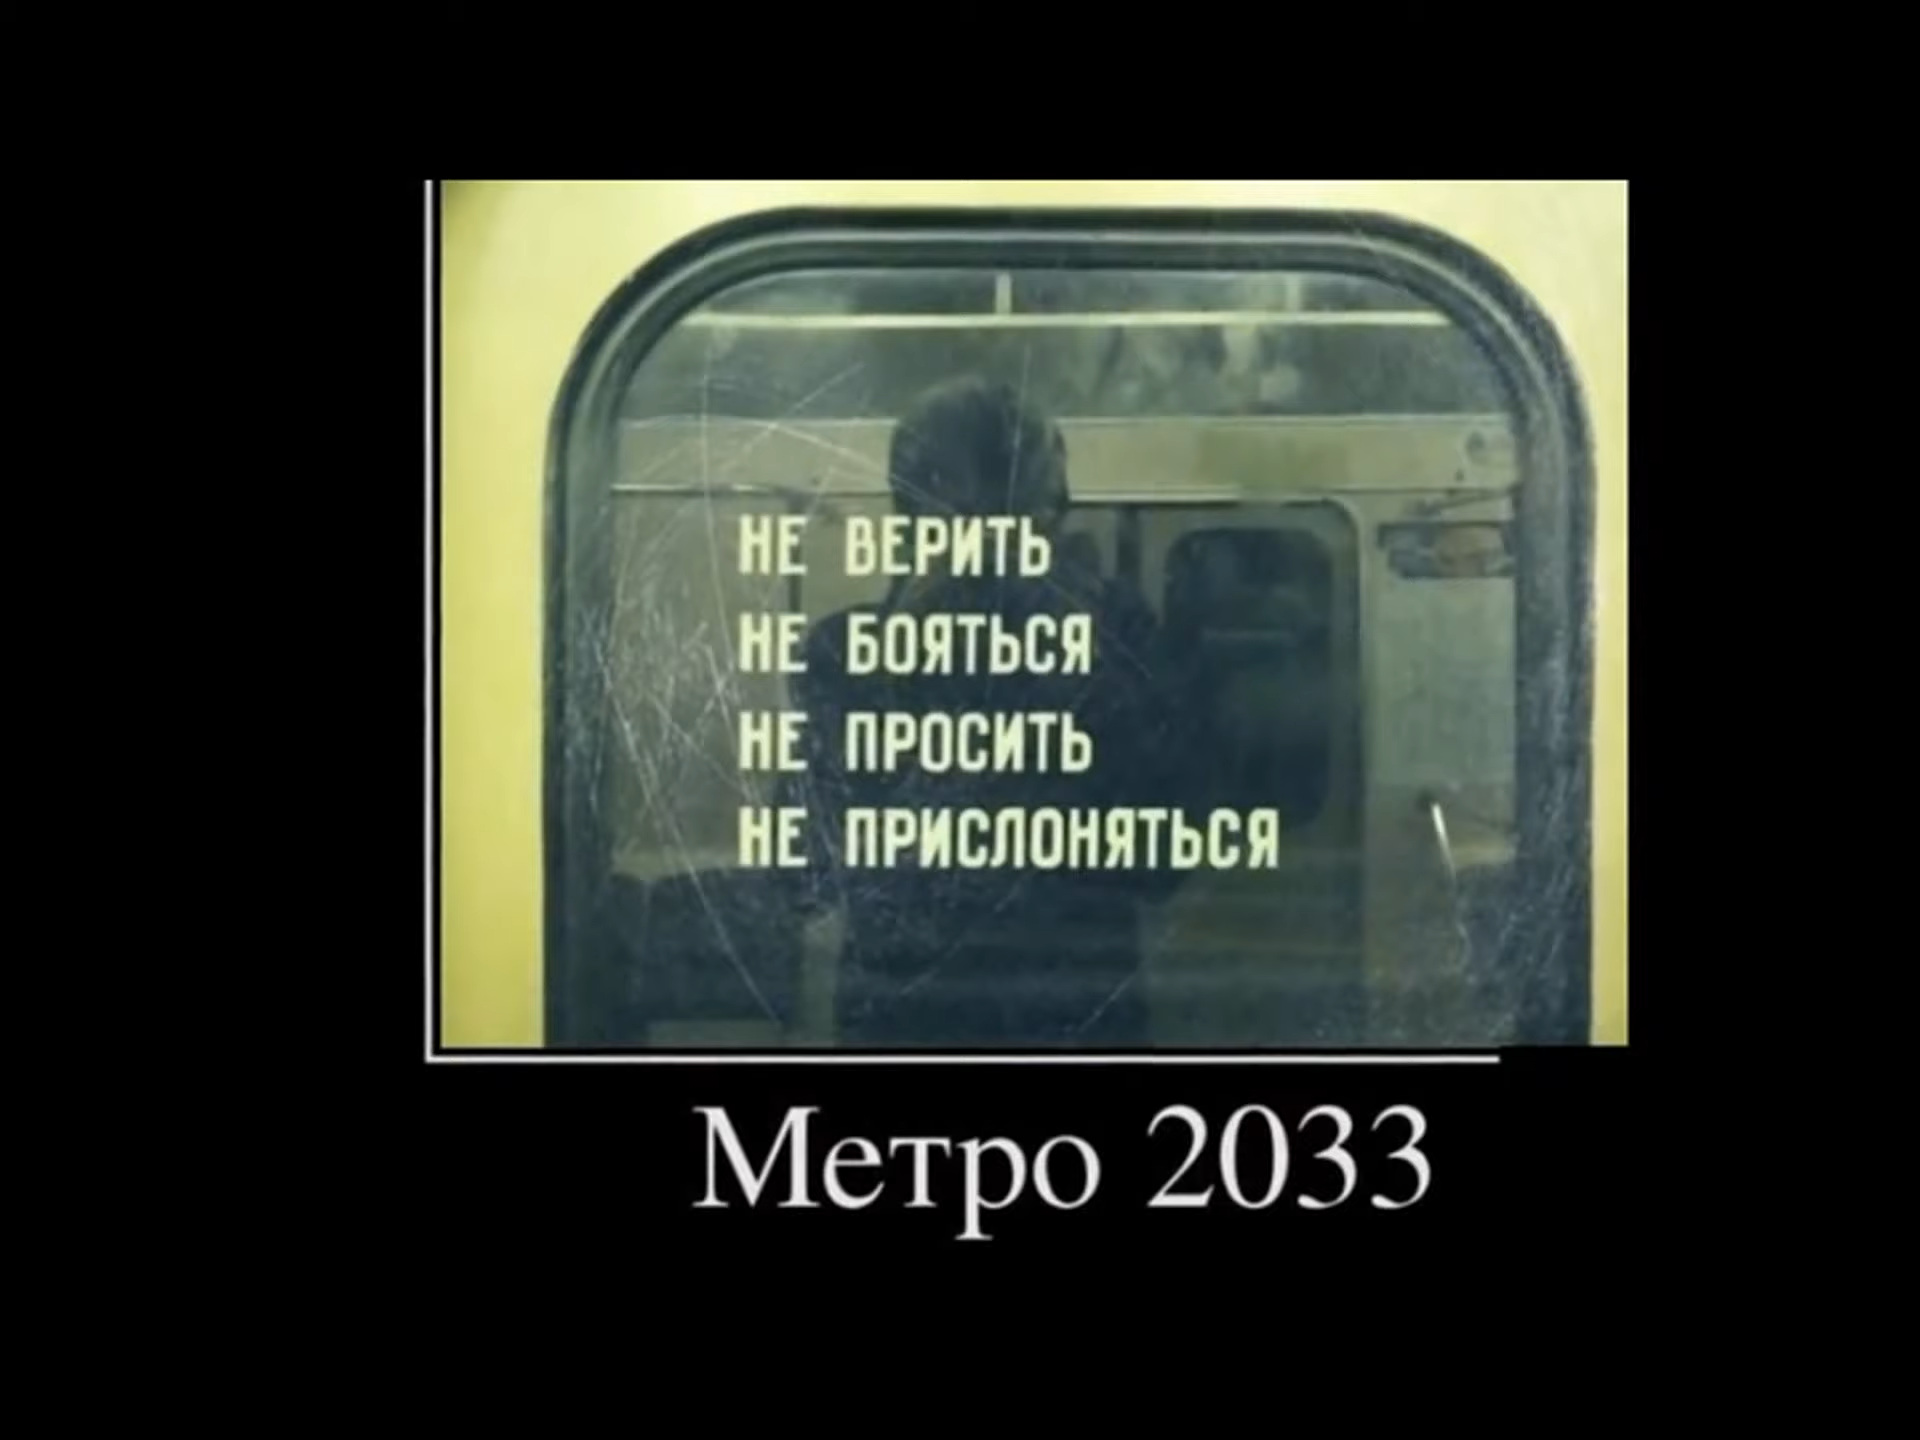 НЕ ВЕРИТЬ
НЕ БОЯТЬСЯ
НЕ ПРОСИТЬ
НЕ ПРИСЛОНЯТЬСЯ
Метро 2033